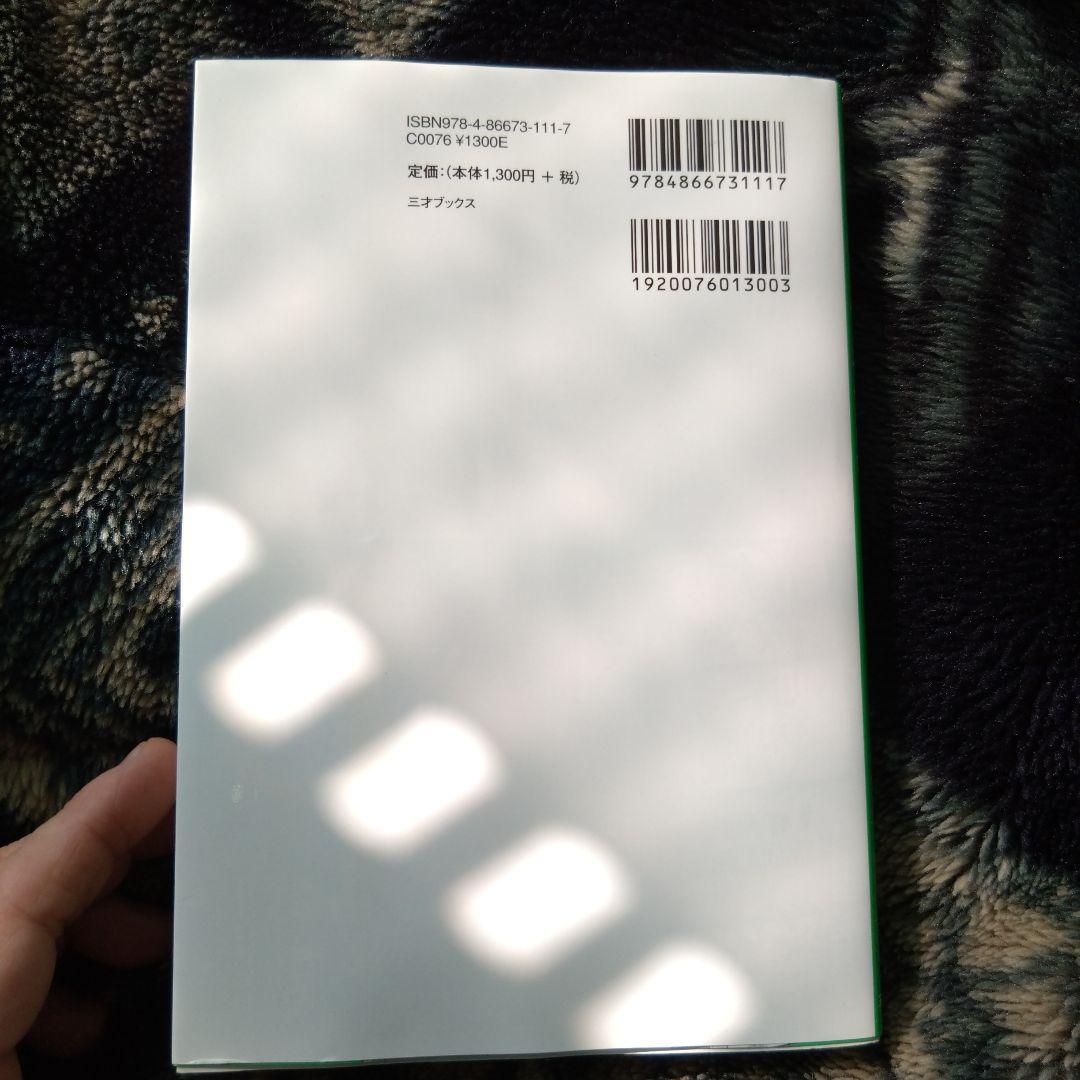 ISBN978-4-86673-111-7
C0076 ¥1300E
定価:(本体1,300円 + 税)
三才ブックス
9784866731117
1920076013003